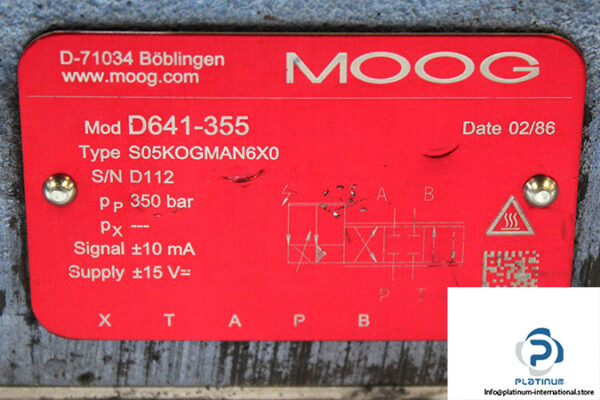 D-71034 Böblingen
www.moog.com
MOOG
Mod D641-355
Date 02/86
Type S05KOGMAN6X0
S/N D112
pP 350 bar
pX ---
Signal ±10 mA
Supply ±15 V=
A B
P T
X T A P B
PLATINUM
Info@platinum-international.store